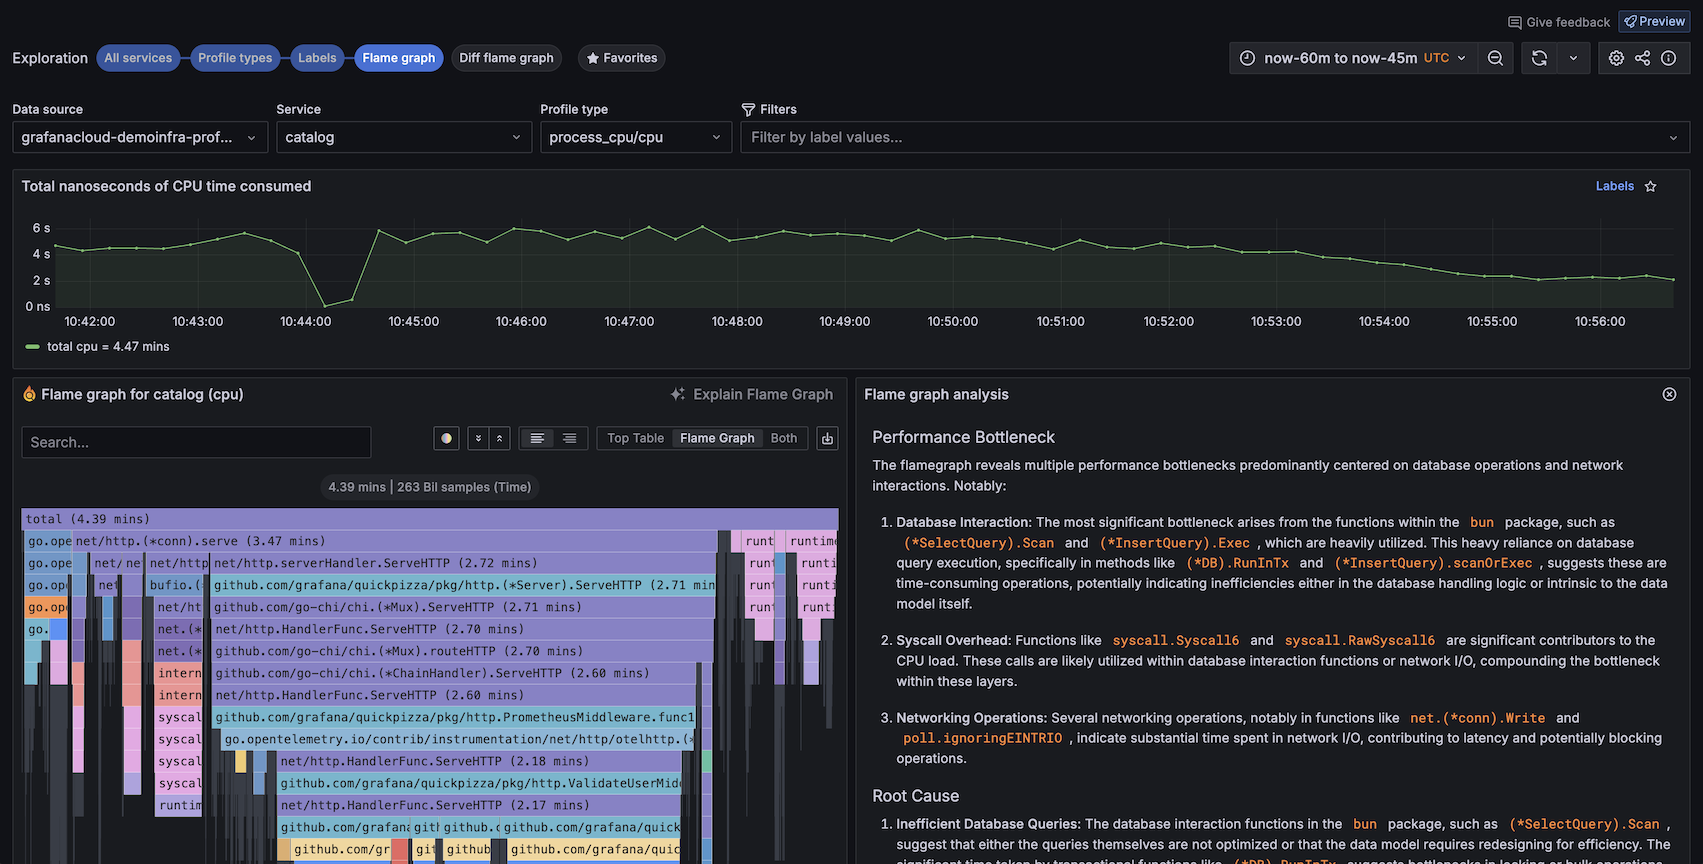 Give feedback
Preview
Exploration
All services
Profile types
Labels
Flame graph
Diff flame graph
Favorites
now-60m to now-45m UTC
Data source
Service
Profile type
Filters
grafanacloud-demoinfra-prof...
catalog
process_cpu/cpu
Filter by label values...
Total nanoseconds of CPU time consumed
Labels
6 s
4 s
2 s
0 ns
10:42:00
10:43:00
10:44:00
10:45:00
10:46:00
10:47:00
10:48:00
10:49:00
10:50:00
10:51:00
10:52:00
10:53:00
10:54:00
10:55:00
10:56:00
total cpu = 4.47 mins
Flame graph for catalog (cpu)
Explain Flame Graph
Search...
Top Table
Flame Graph
Both
4.39 mins | 263 Bil samples (Time)
total (4.39 mins)
go.ope net/http.(*conn).serve (3.47 mins) runt runtime
go.ope net/ ne net/http net/http.serverHandler.ServeHTTP (2.72 mins) runt runti
go.op net bufio.( github.com/grafana/quickpizza/pkg/http.(*Server).ServeHTTP (2.71 min runt runti
go.ope net/ht github.com/go-chi/chi.(*Mux).ServeHTTP (2.71 mins) runt runti
go. net.(* net/http.HandlerFunc.ServeHTTP (2.70 mins)
net.(* github.com/go-chi/chi.(*Mux).routeHTTP (2.70 mins)
intern github.com/go-chi/chi.(*ChainHandler).ServeHTTP (2.60 mins)
intern net/http.HandlerFunc.ServeHTTP (2.60 mins)
syscal github.com/grafana/quickpizza/pkg/http.PrometheusMiddleware.func1
syscal go.opentelemetry.io/contrib/instrumentation/net/http/otelhttp.(*
syscal net/http.HandlerFunc.ServeHTTP (2.18 mins)
syscal github.com/grafana/quickpizza/pkg/http.ValidateUserMid
runtim net/http.HandlerFunc.ServeHTTP (2.17 mins)
github.com/grafana gith github.c github.com/grafana/quick
github.com/gr git github github.com/grafana/quic
Flame graph analysis
Performance Bottleneck
The flamegraph reveals multiple performance bottlenecks predominantly centered on database operations and network
interactions. Notably:
1. Database Interaction: The most significant bottleneck arises from the functions within the bun package, such as
(*SelectQuery).Scan and (*InsertQuery).Exec , which are heavily utilized. This heavy reliance on database
query execution, specifically in methods like (*DB).RunInTx and (*InsertQuery).scanOrExec , suggests these are
time-consuming operations, potentially indicating inefficiencies either in the database handling logic or intrinsic to the data
model itself.
2. Syscall Overhead: Functions like syscall.Syscall6 and syscall.RawSyscall6 are significant contributors to the
CPU load. These calls are likely utilized within database interaction functions or network I/O, compounding the bottleneck
within these layers.
3. Networking Operations: Several networking operations, notably in functions like net.(*conn).Write and
poll.ignoringEINTRIO , indicate substantial time spent in network I/O, contributing to latency and potentially blocking
operations.
Root Cause
1. Inefficient Database Queries: The database interaction functions in the bun package, such as (*SelectQuery).Scan ,
suggest that either the queries themselves are not optimized or that the data model requires redesigning for efficiency. The
significant time taken by transactional functions like (*DB).RunInTx suggests bottlenecks in locking or bulk operations